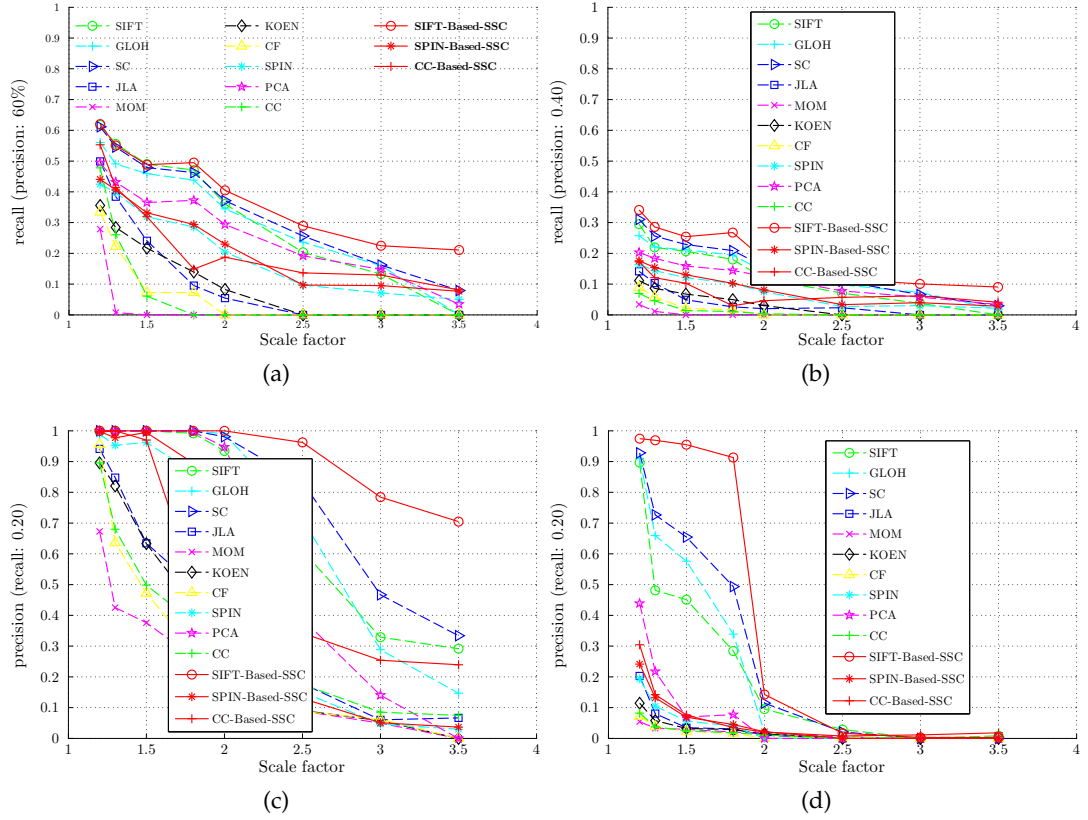 1
0.9
0.8
0.7
0.6
0.5
0.4
0.3
0.2
0.1
0
recall (precision: 60%)
SIFT
GLOH
SC
JLA
MOM
KOEN
CF
SPIN
PCA
CC
SIFT-Based-SSC
SPIN-Based-SSC
CC-Based-SSC
1 1.5 2 2.5 3 3.5 4
Scale factor
(a)
1
0.9
0.8
0.7
0.6
0.5
0.4
0.3
0.2
0.1
0
recall (precision: 0.40)
SIFT
GLOH
SC
JLA
MOM
KOEN
CF
SPIN
PCA
CC
SIFT-Based-SSC
SPIN-Based-SSC
CC-Based-SSC
1 1.5 2 2.5 3 3.5 4
Scale factor
(b)
1
0.9
0.8
0.7
0.6
0.5
0.4
0.3
0.2
0.1
0
precision (recall: 0.20)
SIFT
GLOH
SC
JLA
MOM
KOEN
CF
SPIN
PCA
CC
SIFT-Based-SSC
SPIN-Based-SSC
CC-Based-SSC
1 1.5 2 2.5 3 3.5 4
Scale factor
(c)
1
0.9
0.8
0.7
0.6
0.5
0.4
0.3
0.2
0.1
0
precision (recall: 0.20)
SIFT
GLOH
SC
JLA
MOM
KOEN
CF
SPIN
PCA
CC
SIFT-Based-SSC
SPIN-Based-SSC
CC-Based-SSC
1 1.5 2 2.5 3 3.5 4
Scale factor
(d)